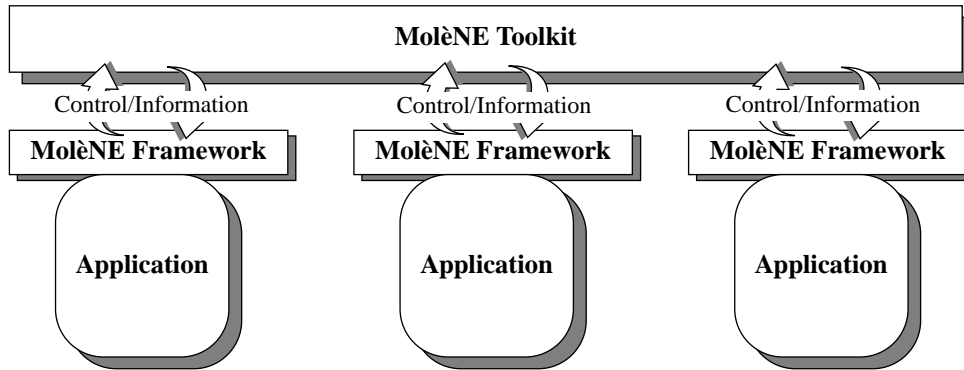 MolèNE Toolkit
Control/Information
Control/Information
Control/Information
MolèNE Framework
MolèNE Framework
MolèNE Framework
Application
Application
Application